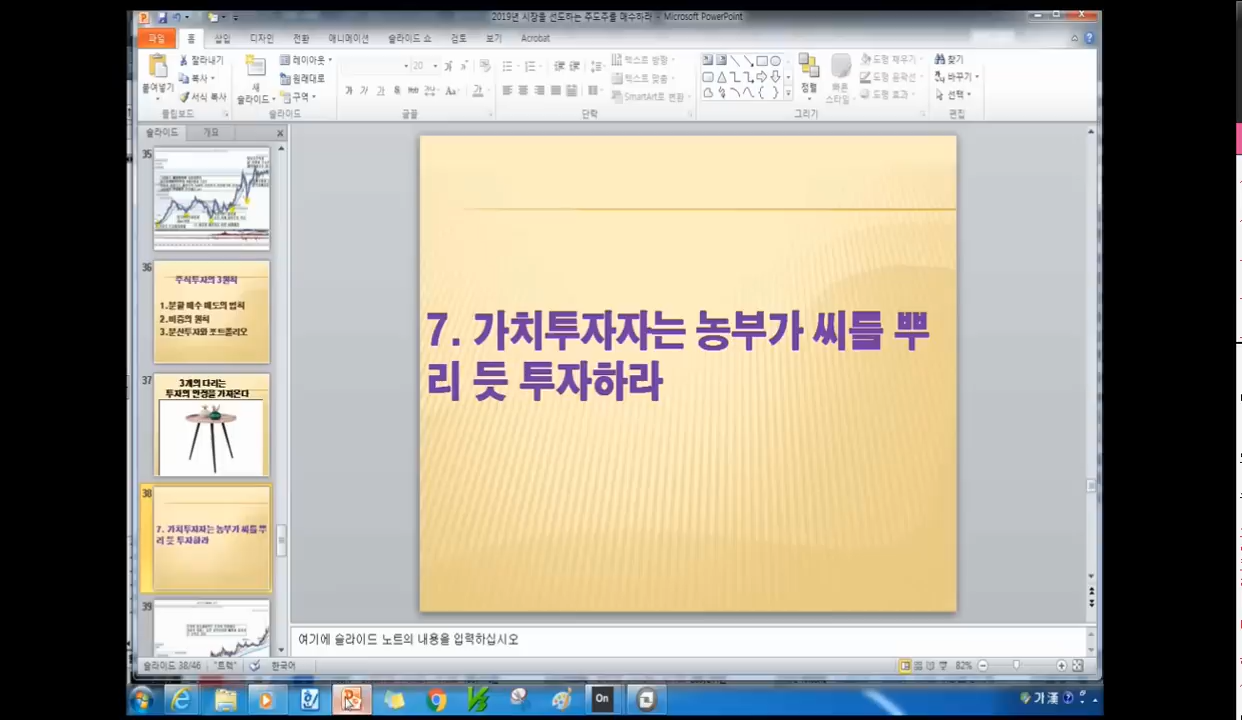 2019년 시장을 선도하는 주도주를 매수하라 - Microsoft PowerPoint
파일 홈 삽입 디자인 전환 애니메이션 슬라이드 쇼 검토 보기 Acrobat
붙여넣기
잘라내기
복사
서식 복사
클립보드
새
슬라이드
레이아웃
원래대로
구역
슬라이드
20
가 가 가 가
글꼴
텍스트 방향
텍스트 맞춤
SmartArt로 변환
단락
정렬
빠른
스타일
도형 채우기
도형 윤곽선
도형 효과
그리기
찾기
바꾸기
선택
편집
슬라이드 개요
35
36
주식투자의 3원칙
1.분할 매수 매도의 법칙
2.비중의 원칙
3.분산투자와 포트폴리오
37
3개의 다리는
투자의 안정을 가져온다
38
7. 가치투자자는 농부가 씨를 뿌
리 듯 투자하라
39
7. 가치투자자는 농부가 씨를 뿌
리 듯 투자하라
여기에 슬라이드 노트의 내용을 입력하십시오
슬라이드 38/46 "트랙" 한국어
82%
On
가 漢